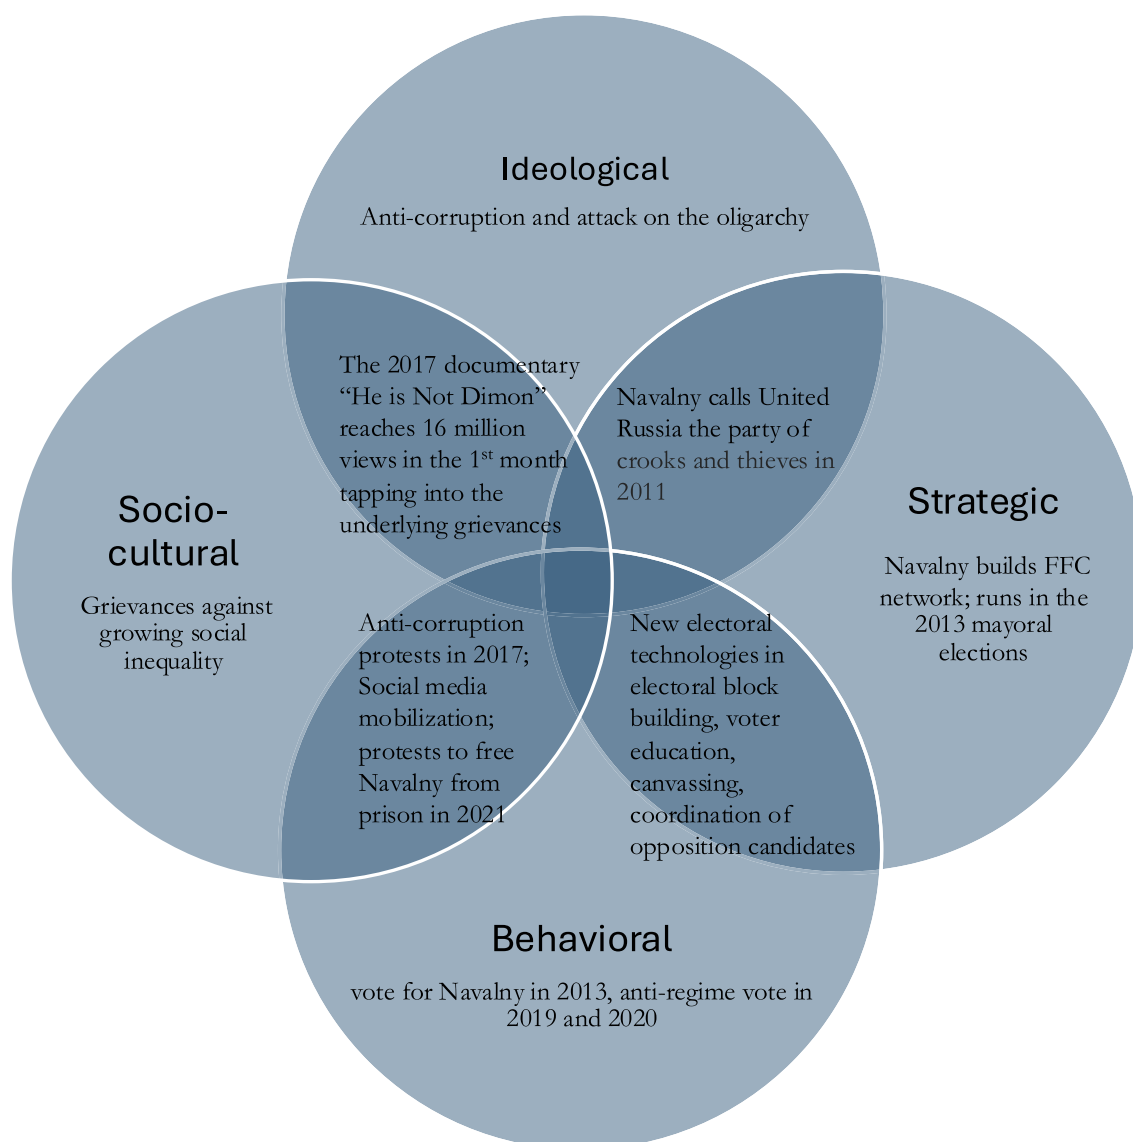 Ideological
Anti-corruption and attack on the oligarchy
The 2017 documentary
“He is Not Dimon”
reaches 16 million
views in the 1st month
tapping into the
underlying grievances
Navalny calls United
Russia the party of
crooks and thieves in
2011
Socio-
cultural
Grievances against
growing social
inequality
Strategic
Navalny builds FFC
network; runs in the
2013 mayoral
elections
Anti-corruption
protests in 2017;
Social media
mobilization;
protests to free
Navalny from
prison in 2021
New electoral
technologies in
electoral block
building, voter
education,
canvassing,
coordination of
opposition candidates
Behavioral
vote for Navalny in 2013, anti-regime vote in
2019 and 2020